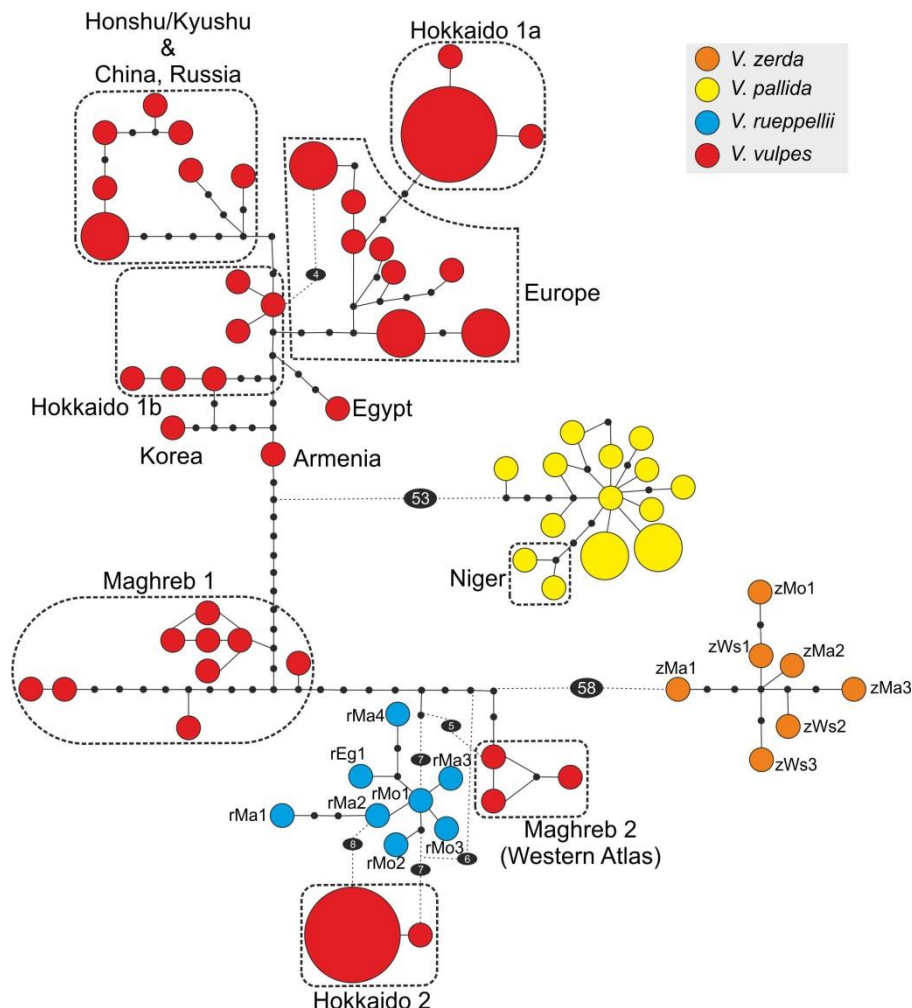 Honshu/Kyushu
&
China, Russia
Hokkaido 1a
V. zerda
V. pallida
V. rueppellii
V. vulpes
4
Europe
Hokkaido 1b
Egypt
Korea
Armenia
53
Niger
Maghreb 1
zMo1
zWs1
zMa2
zMa1
zMa3
zWs2
zWs3
58
rMa4
5
rEg1
7
rMa3
rMo1
rMa2
rMa1
rMo3
rMo2
8
6
7
Maghreb 2
(Western Atlas)
Hokkaido 2